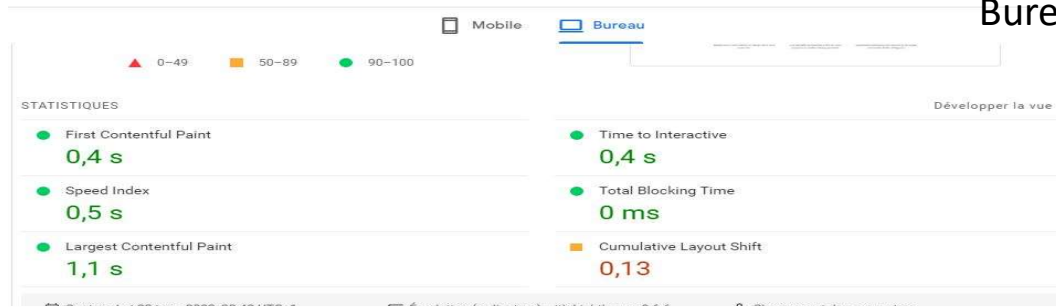 Bure
Mobile Bureau
0–49 50–89 90–100
STATISTIQUES Développer la vue
First Contentful Paint Time to Interactive
0,4 s 0,4 s
Speed Index Total Blocking Time
0,5 s 0 ms
Largest Contentful Paint Cumulative Layout Shift
1,1 s 0,13